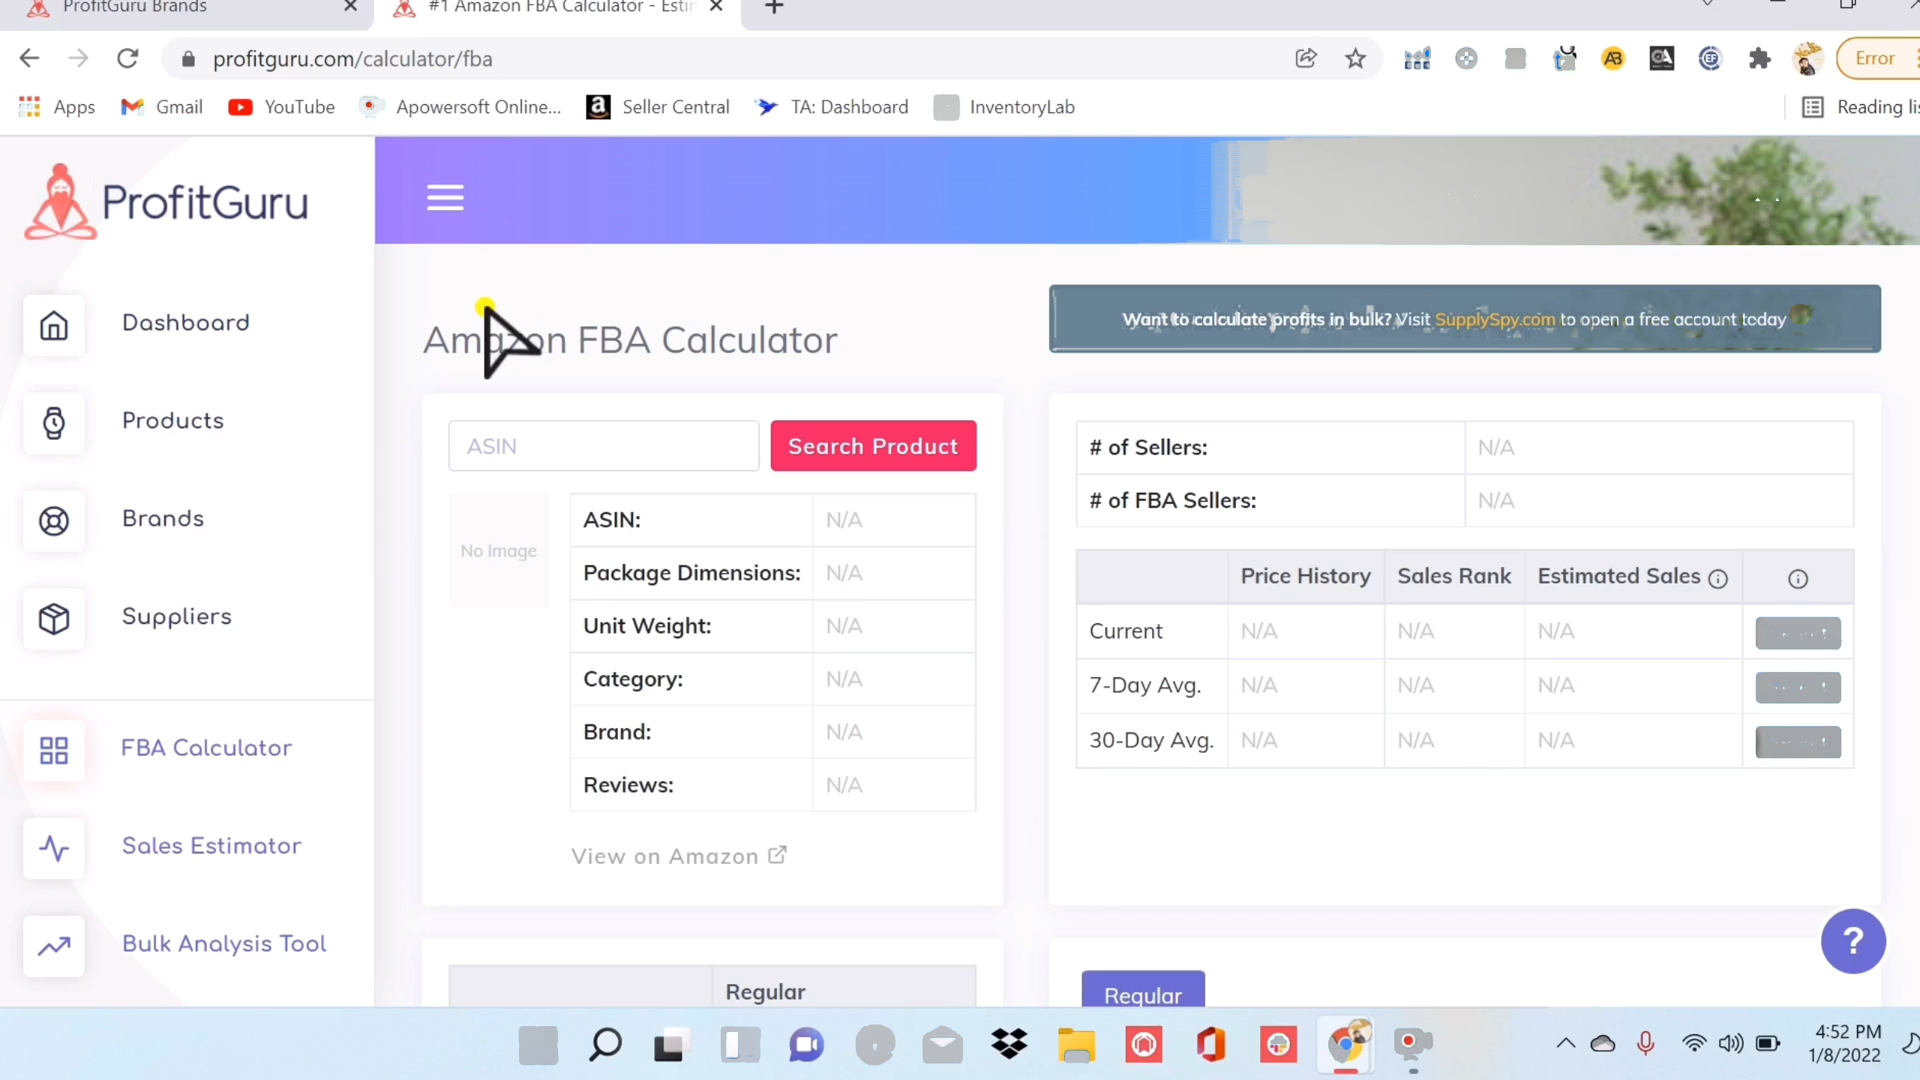 ProfitGuru Brands
#1 Amazon FBA Calculator - Estin
profitguru.com/calculator/fba
Error
Apps
Gmail
YouTube
Apowersoft Online...
Seller Central
TA: Dashboard
InventoryLab
Reading lis
ProfitGuru
Dashboard
Products
Brands
Suppliers
FBA Calculator
Sales Estimator
Bulk Analysis Tool
Amazon FBA Calculator
Want to calculate profits in bulk? Visit SupplySpy.com to open a free account today
ASIN
Search Product
No Image
ASIN: N/A
Package Dimensions: N/A
Unit Weight: N/A
Category: N/A
Brand: N/A
Reviews: N/A
View on Amazon
# of Sellers: N/A
# of FBA Sellers: N/A
Price History Sales Rank Estimated Sales
Current N/A N/A N/A
7-Day Avg. N/A N/A N/A
30-Day Avg. N/A N/A N/A
Regular
Regular
?
4:52 PM
1/8/2022